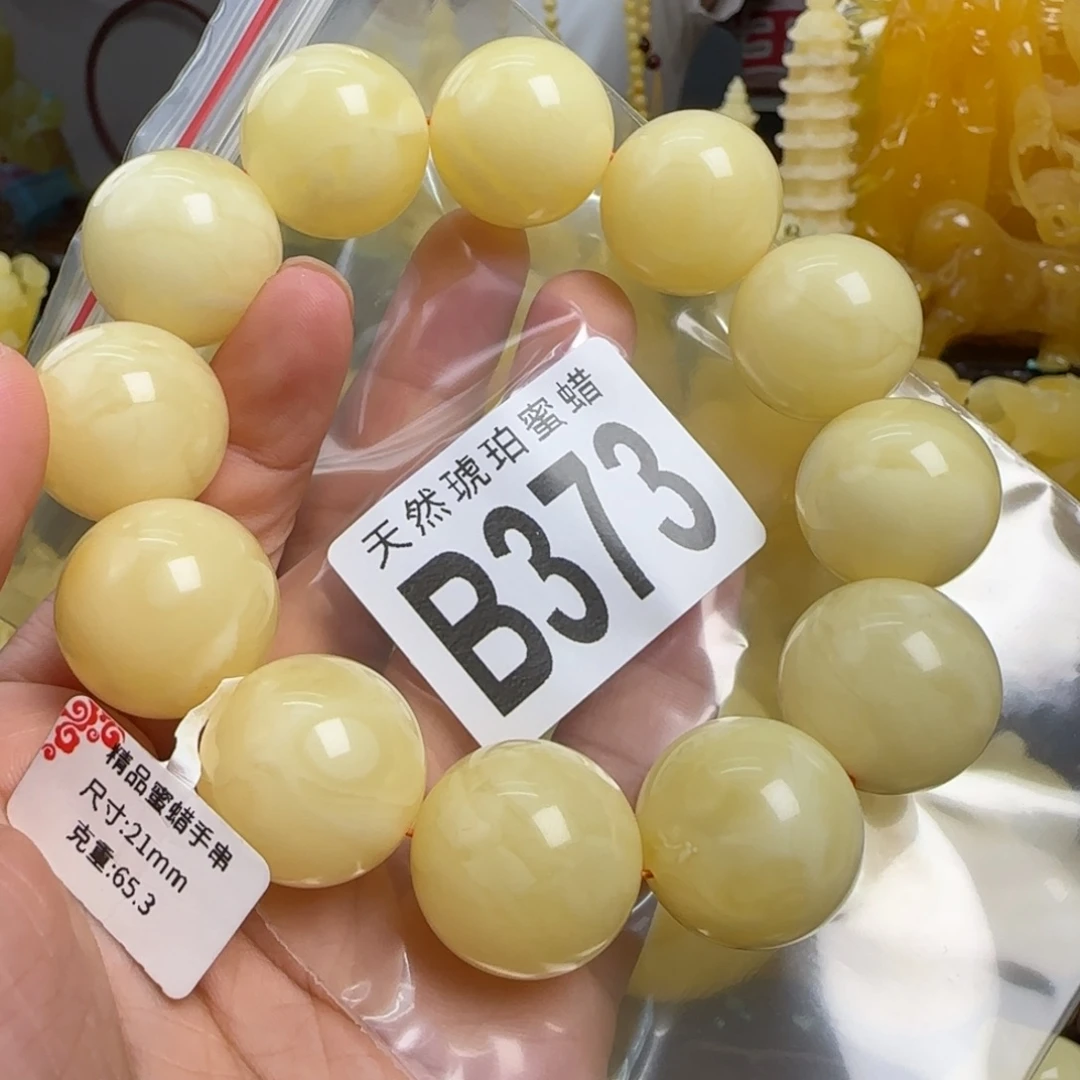 天然琥珀蜜蜡
B373
精品蜜蜡手串
尺寸:21mm
克重:65.3